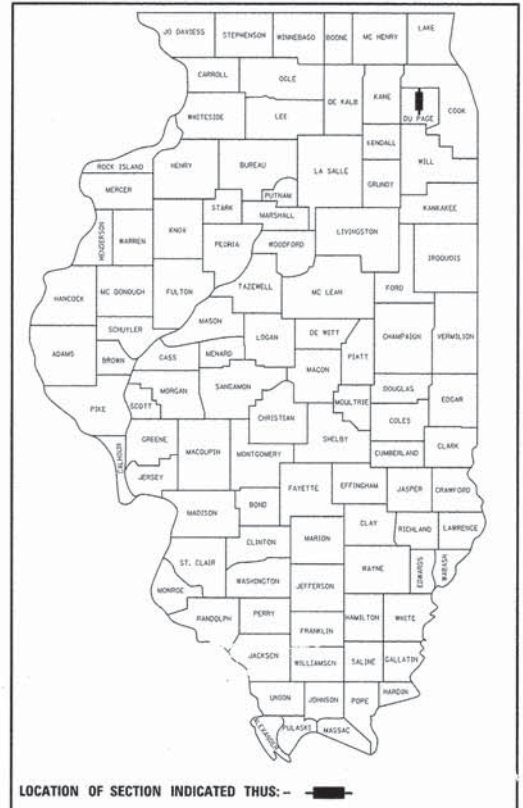 JO DAVIESS STEPHENSON WINNEBAGO BOONE MC HENRY LAKE
CARROLL OGLE
DE KALB KANE COOK
DU PAGE
WHITESIDE LEE
KENDALL WILL
ROCK ISLAND HENRY BUREAU LA SALLE GRUNDY
MERCER PUTNAM KANKAKEE
STARK MARSHALL
HENDERSON WARREN KNOX PEORIA WOODFORD LIVINGSTON IROQUOIS
HANCOCK MC DONOUGH FULTON TAZEWELL MC LEAN FORD
SCHUYLER MASON DE WITT CHAMPAIGN VERMILION
ADAMS BROWN CASS MENARD LOGAN PIATT
MACON
PIKE SCOTT MORGAN SANGAMON MOULTRIE DOUGLAS EDGAR
CHRISTIAN COLES
CALHOUN GREENE MACOUPIN MONTGOMERY SHELBY CUMBERLAND CLARK
JERSEY
FAYETTE EFFINGHAM JASPER CRAWFORD
MADISON BOND
CLAY RICHLAND LAWRENCE
CLINTON MARION
ST. CLAIR WAYNE EDWARDS WABASH
MONROE WASHINGTON JEFFERSON
RANDOLPH PERRY HAMILTON WHITE
FRANKLIN
JACKSON WILLIAMSON SALINE GALLATIN
UNION JOHNSON POPE HARDIN
ALEXANDER PULASKI MASSAC
LOCATION OF SECTION INDICATED THUS: -